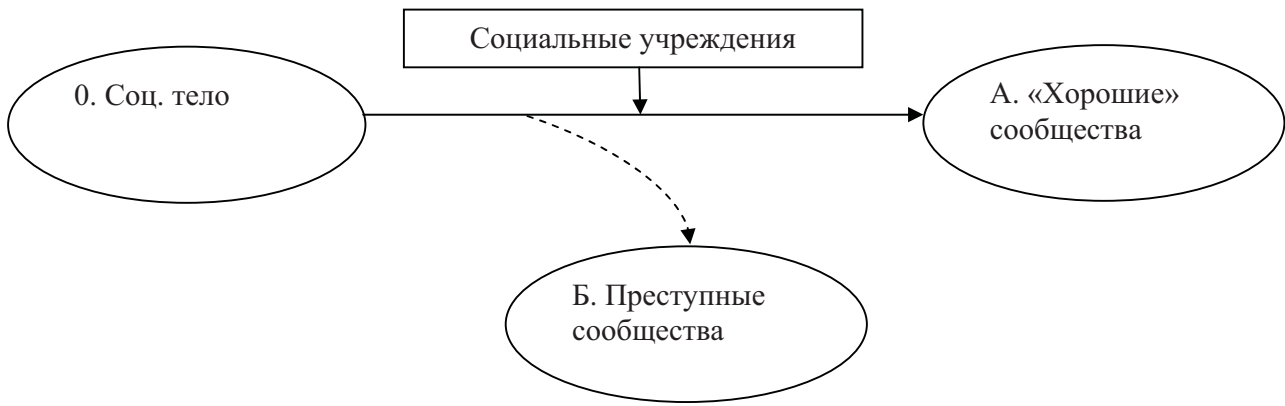 Социальные учреждения
0. Соц. тело
А. «Хорошие»
сообщества
Б. Преступные
сообщества